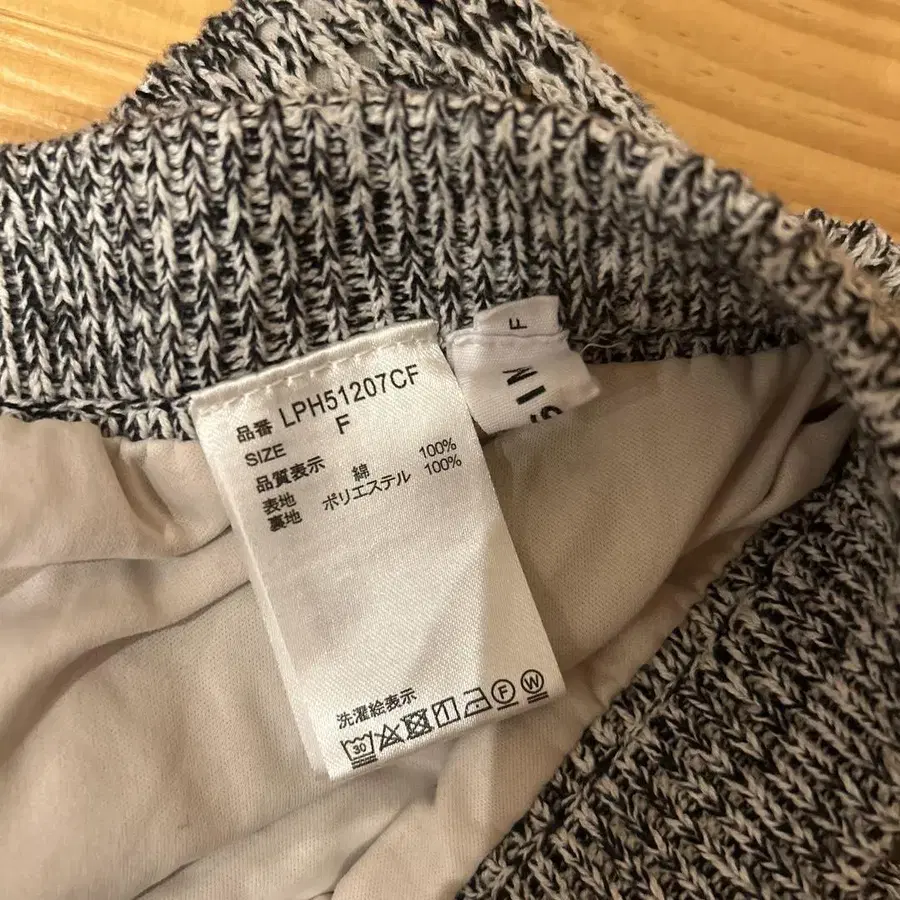 品番 LPH51207CF
SIZE F
品質表示
表地 綿 100%
裏地 ポリエステル 100%
洗濯絵表示
30
F
W
F